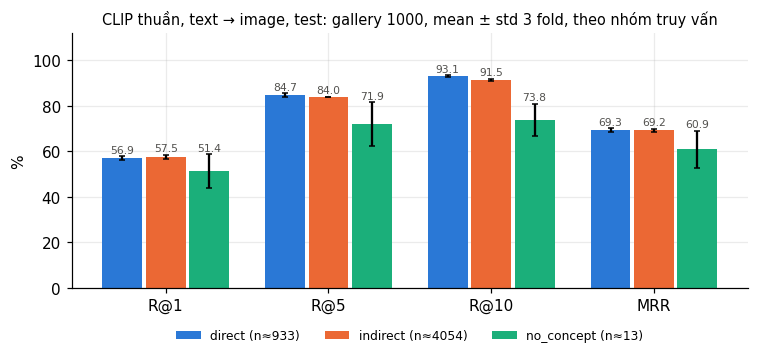 CLIP thuần, text → image, test: gallery 1000, mean ± std 3 fold, theo nhóm truy vấn
%
100
80
60
40
20
0
56.9 57.5 51.4
84.7 84.0 71.9
93.1 91.5 73.8
69.3 69.2 60.9
R@1 R@5 R@10 MRR
direct (n≈933) indirect (n≈4054) no_concept (n≈13)